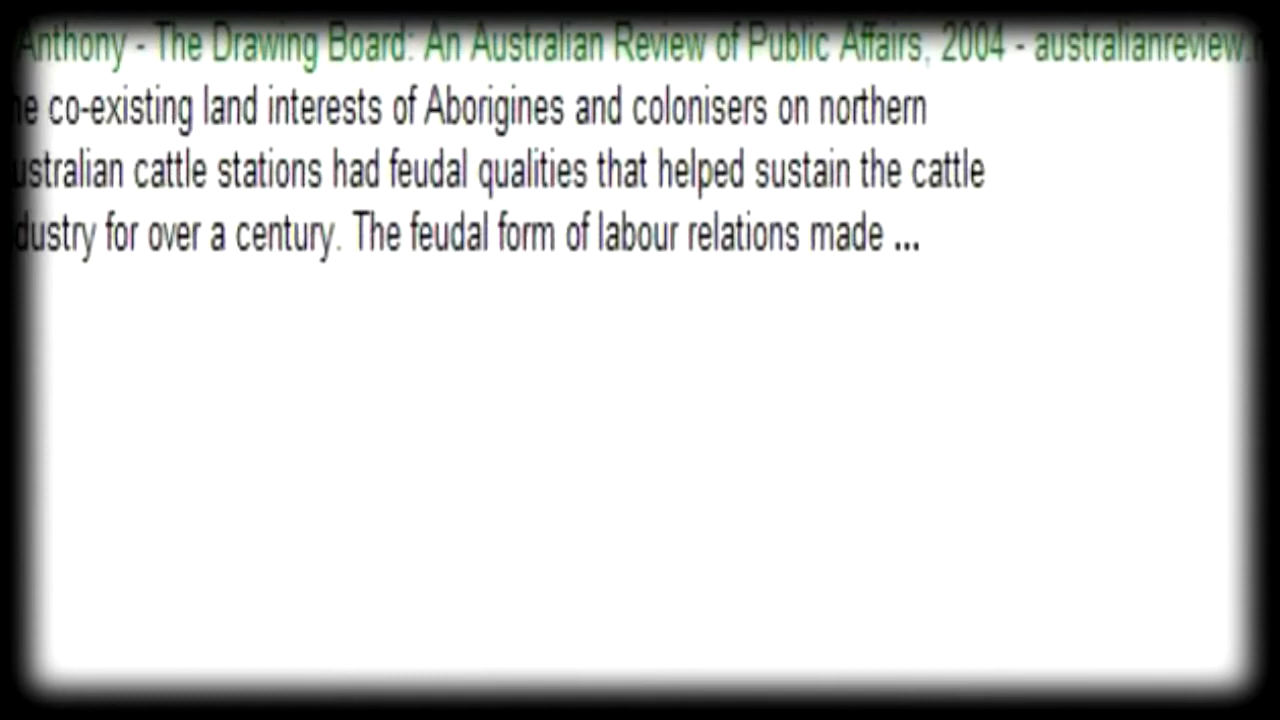 Anthony - The Drawing Board: An Australian Review of Public Affairs, 2004 - australianreview.
co-existing land interests of Aborigines and colonisers on northern
ustralian cattle stations had feudal qualities that helped sustain the cattle
dustry for over a century. The feudal form of labour relations made ...